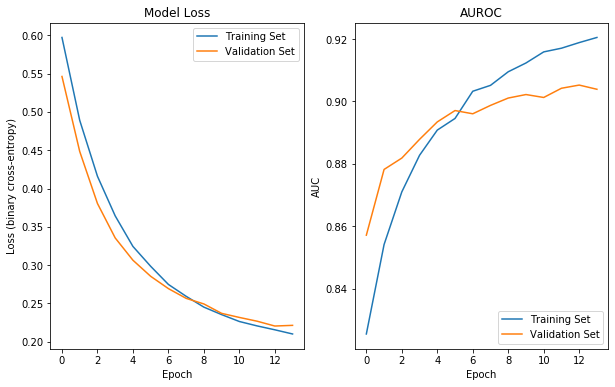 Model Loss
Loss (binary cross-entropy)
0.60
0.55
0.50
0.45
0.40
0.35
0.30
0.25
0.20
Training Set
Validation Set
0 2 4 6 8 10 12
Epoch
AUROC
AUC
0.92
0.90
0.88
0.86
0.84
Training Set
Validation Set
0 2 4 6 8 10 12
Epoch